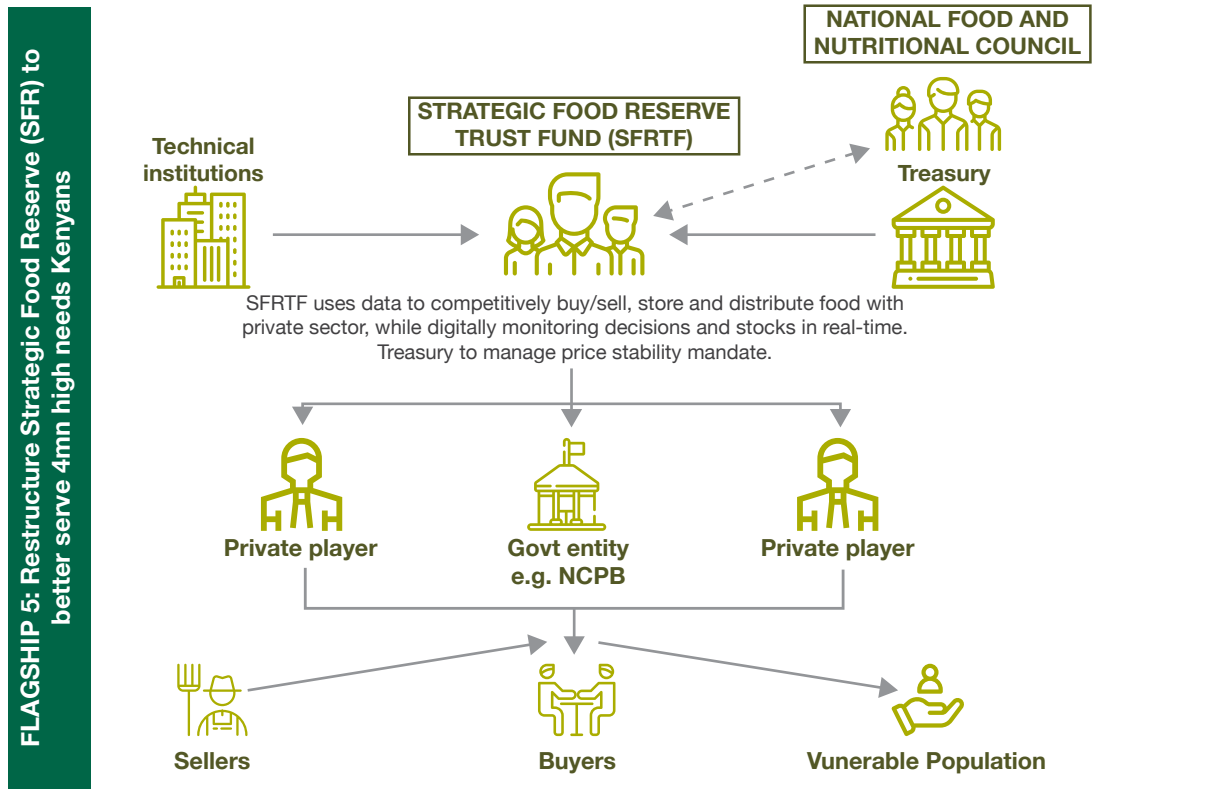 FLAGSHIP 5: Restructure Strategic Food Reserve (SFR) to
better serve 4mn high needs Kenyans
NATIONAL FOOD AND
NUTRITIONAL COUNCIL
STRATEGIC FOOD RESERVE
TRUST FUND (SFRTF)
Technical
institutions
Treasury
SFRTF uses data to competitively buy/sell, store and distribute food with
private sector, while digitally monitoring decisions and stocks in real-time.
Treasury to manage price stability mandate.
Private player
Govt entity
e.g. NCPB
Private player
Sellers
Buyers
Vunerable Population